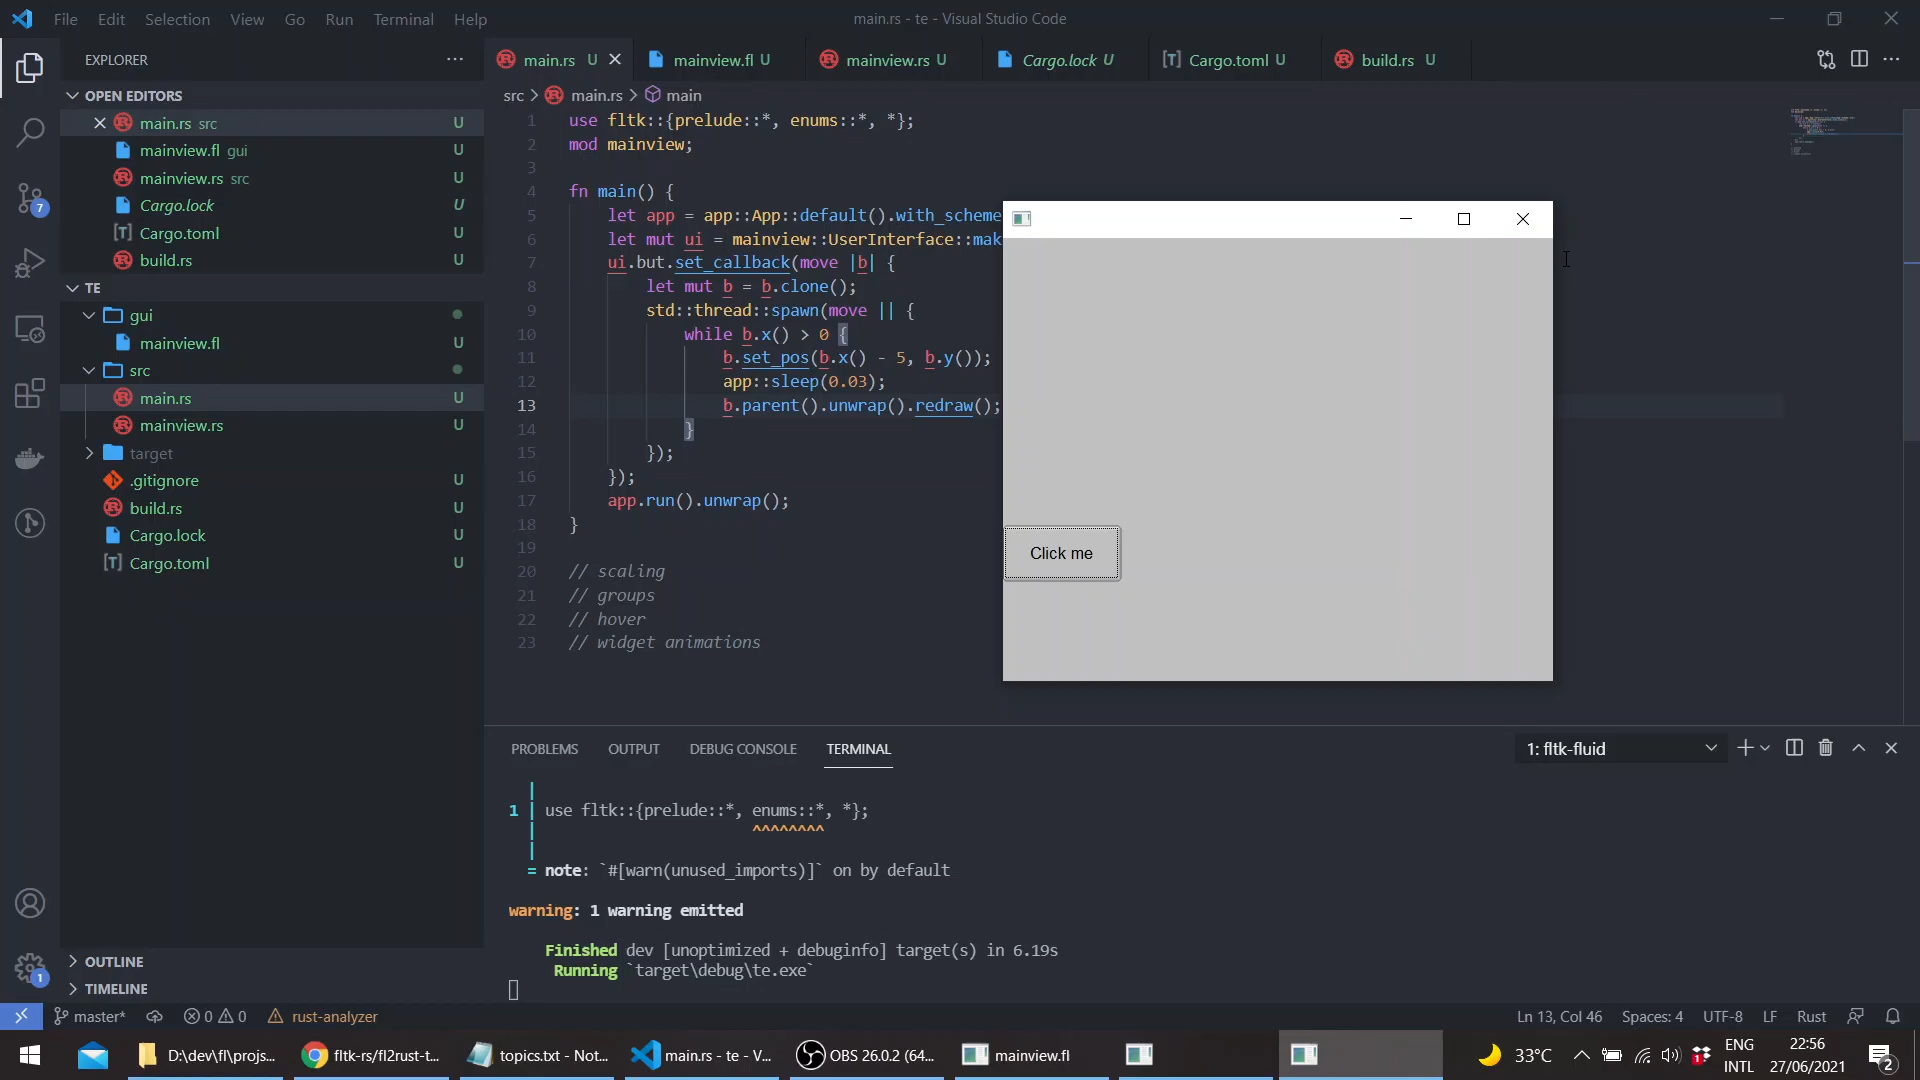 File Edit Selection View Go Run Terminal Help
main.rs - te - Visual Studio Code
EXPLORER
OPEN EDITORS
main.rs src U
mainview.fl gui U
mainview.rs src U
Cargo.lock U
Cargo.toml U
build.rs U
TE
gui
mainview.fl U
src
main.rs U
mainview.rs U
target
.gitignore U
build.rs U
Cargo.lock U
Cargo.toml U
OUTLINE
TIMELINE
7
1
main.rs U mainview.fl U mainview.rs U Cargo.lock U Cargo.toml U build.rs U
src > main.rs > main
1 use fltk::{prelude::*, enums::*, *};
2 mod mainview;
3
4 fn main() {
5 let app = app::App::default().with_scheme
6 let mut ui = mainview::UserInterface::mak
7 ui.but.set_callback(move |b| {
8 let mut b = b.clone();
9 std::thread::spawn(move || {
10 while b.x() > 0 {
11 b.set_pos(b.x() - 5, b.y());
12 app::sleep(0.03);
13 b.parent().unwrap().redraw();
14 }
15 });
16 });
17 app.run().unwrap();
18 }
19
20 // scaling
21 // groups
22 // hover
23 // widget animations
Click me
PROBLEMS OUTPUT DEBUG CONSOLE TERMINAL
1: fltk-fluid
|
1 | use fltk::{prelude::*, enums::*, *};
| ^^^^^^^^
|
= note: `#[warn(unused_imports)]` on by default
warning: 1 warning emitted
Finished dev [unoptimized + debuginfo] target(s) in 6.19s
Running `target\debug\te.exe`
master* 0 0 rust-analyzer
Ln 13, Col 46 Spaces: 4 UTF-8 LF Rust
D:\dev\fl\projs... fltk-rs/fl2rust-t... topics.txt - Not... main.rs - te - V... OBS 26.0.2 (64... mainview.fl
33°C
1
ENG
INTL
22:56
27/06/2021
2